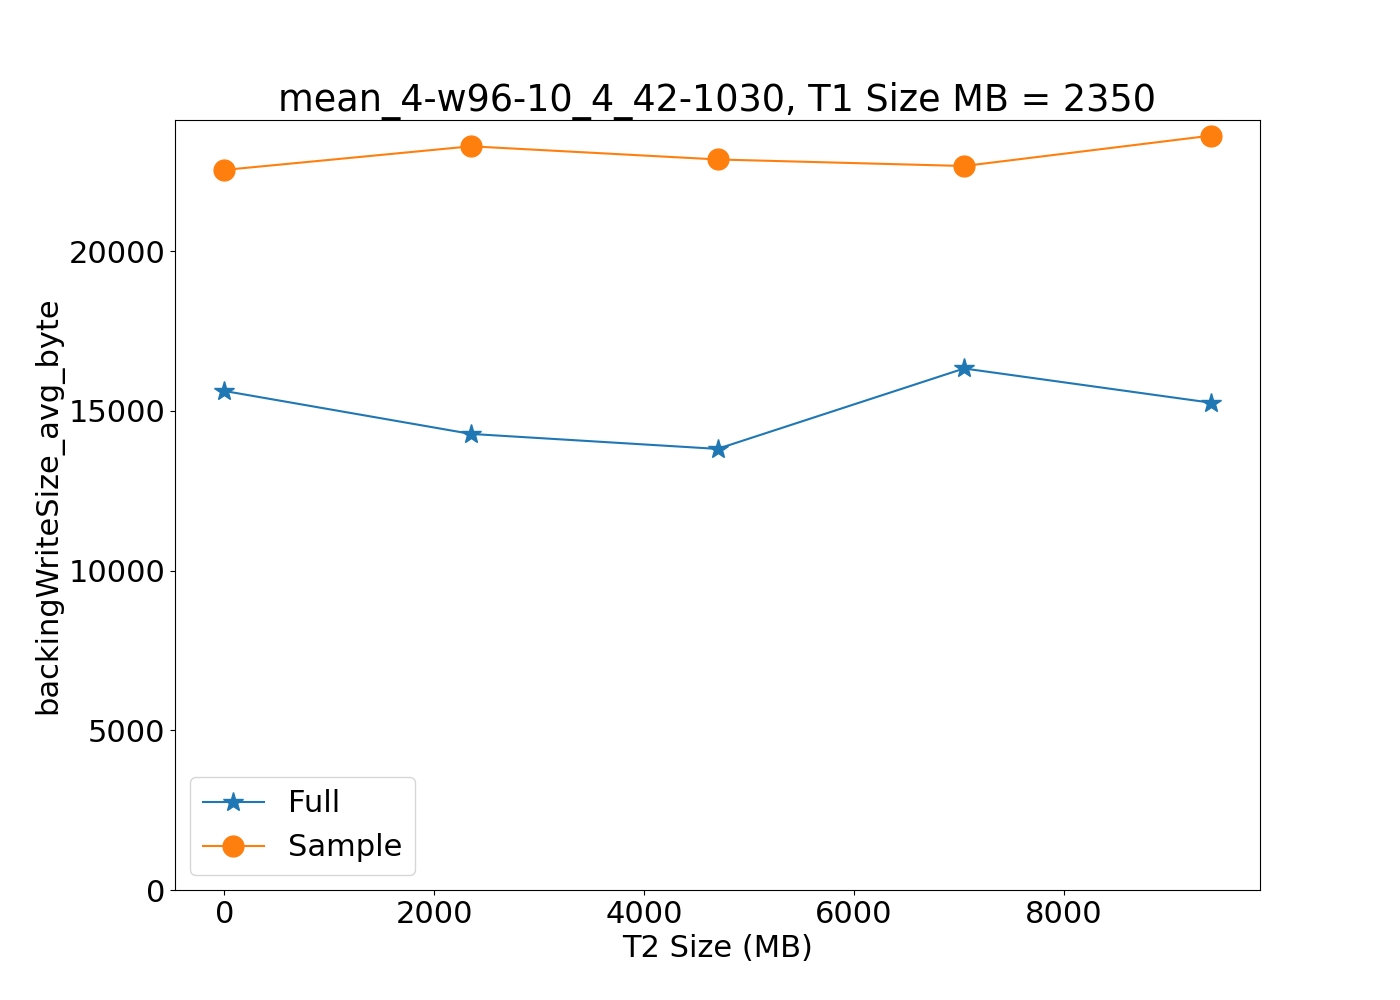 mean_4-w96-10_4_42-1030, T1 Size MB = 2350
backingWriteSize_avg_byte
20000
15000
10000
5000
0
Full
Sample
0 2000 4000 6000 8000
T2 Size (MB)